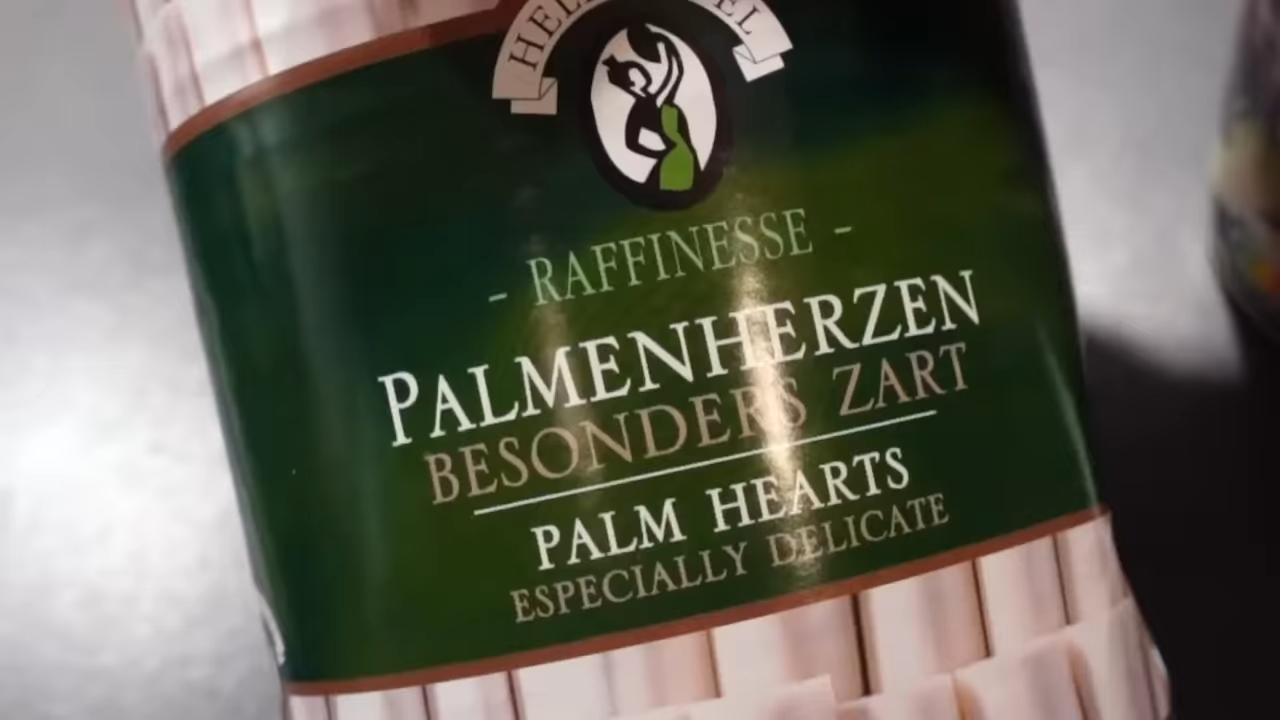 - RAFFINESSE -
PALMENHERZEN
BESONDERS ZART
PALM HEARTS
ESPECIALLY DELICATE